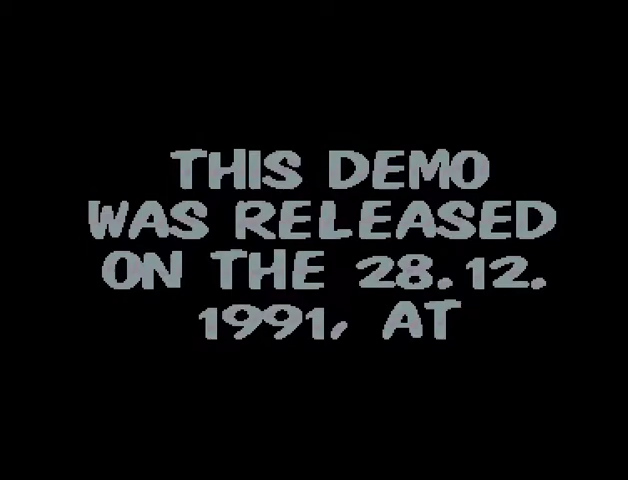 THIS DEMO
WAS RELEASED
ON THE 28.12.
1991, AT